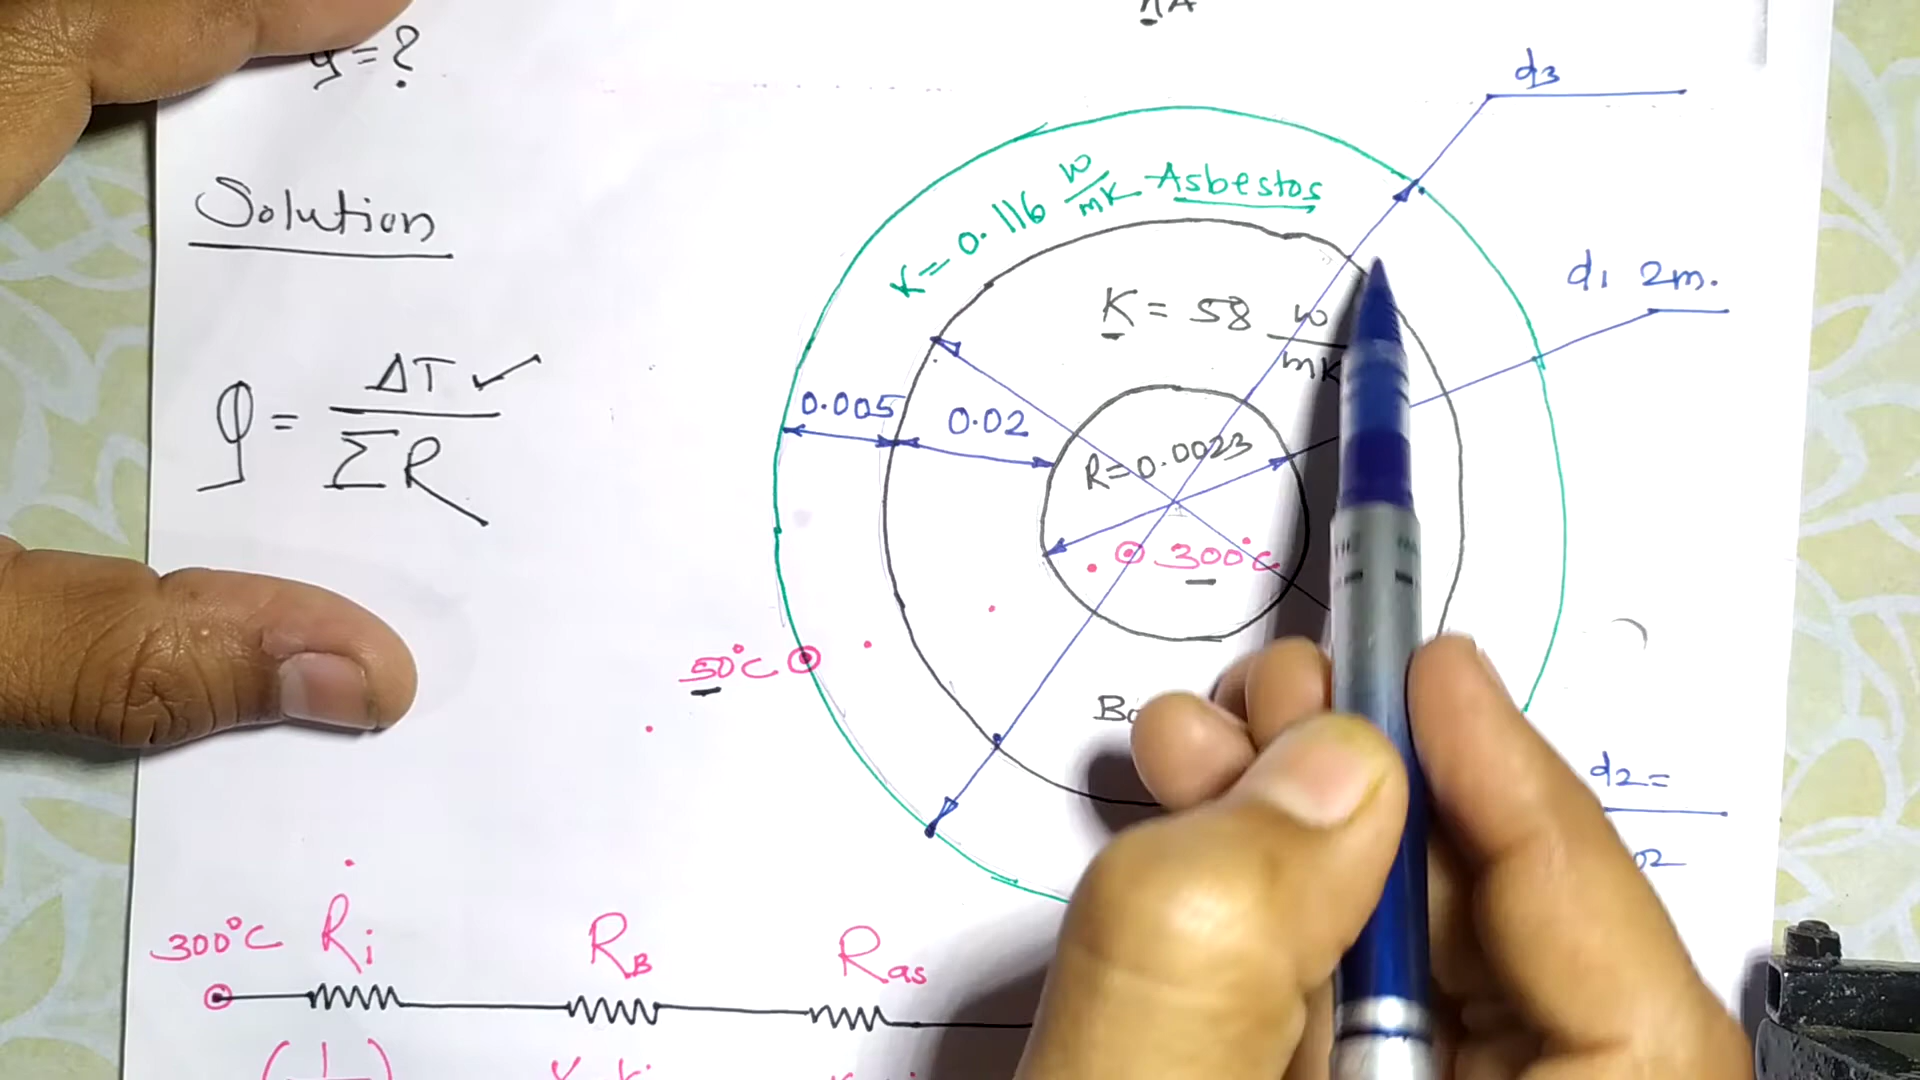 = ?
Solution
ΔT ✓
=
ΣR
d3
K = 0.116 W/mK Asbestos
d1 2m.
K = 58 W/mK
0.005
0.02
R = 0.0023
300°C
50°C
d2 =
300°C Ri
RB
Ras